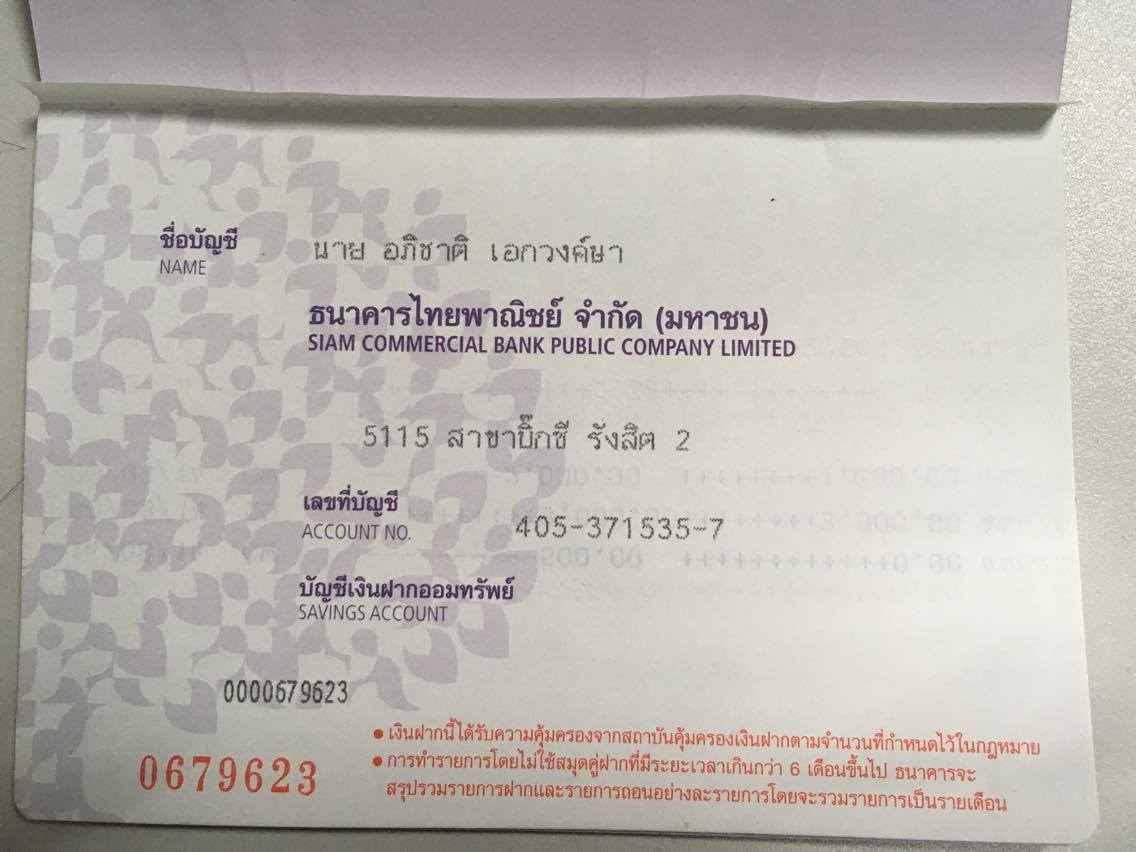 ชื่อบัญชี นาย อภิชาติ เอกวงค์ษา
NAME
ธนาคารไทยพาณิชย์ จำกัด (มหาชน)
SIAM COMMERCIAL BANK PUBLIC COMPANY LIMITED
5115 สาขาบิ๊กซี รังสิต 2
เลขที่บัญชี
ACCOUNT NO. 405-371535-7
บัญชีเงินฝากออมทรัพย์
SAVINGS ACCOUNT
0000679623
0679623
• เงินฝากนี้ได้รับความคุ้มครองจากสถาบันคุ้มครองเงินฝากตามจำนวนที่กำหนดไว้ในกฎหมาย
• การทำรายการโดยไม่ใช้สมุดคู่ฝากที่มีระยะเวลาเกินกว่า 6 เดือนขึ้นไป ธนาคารจะ
สรุปรวมรายการฝากและรายการถอนอย่างละรายการโดยจะรวมรายการเป็นรายเดือน